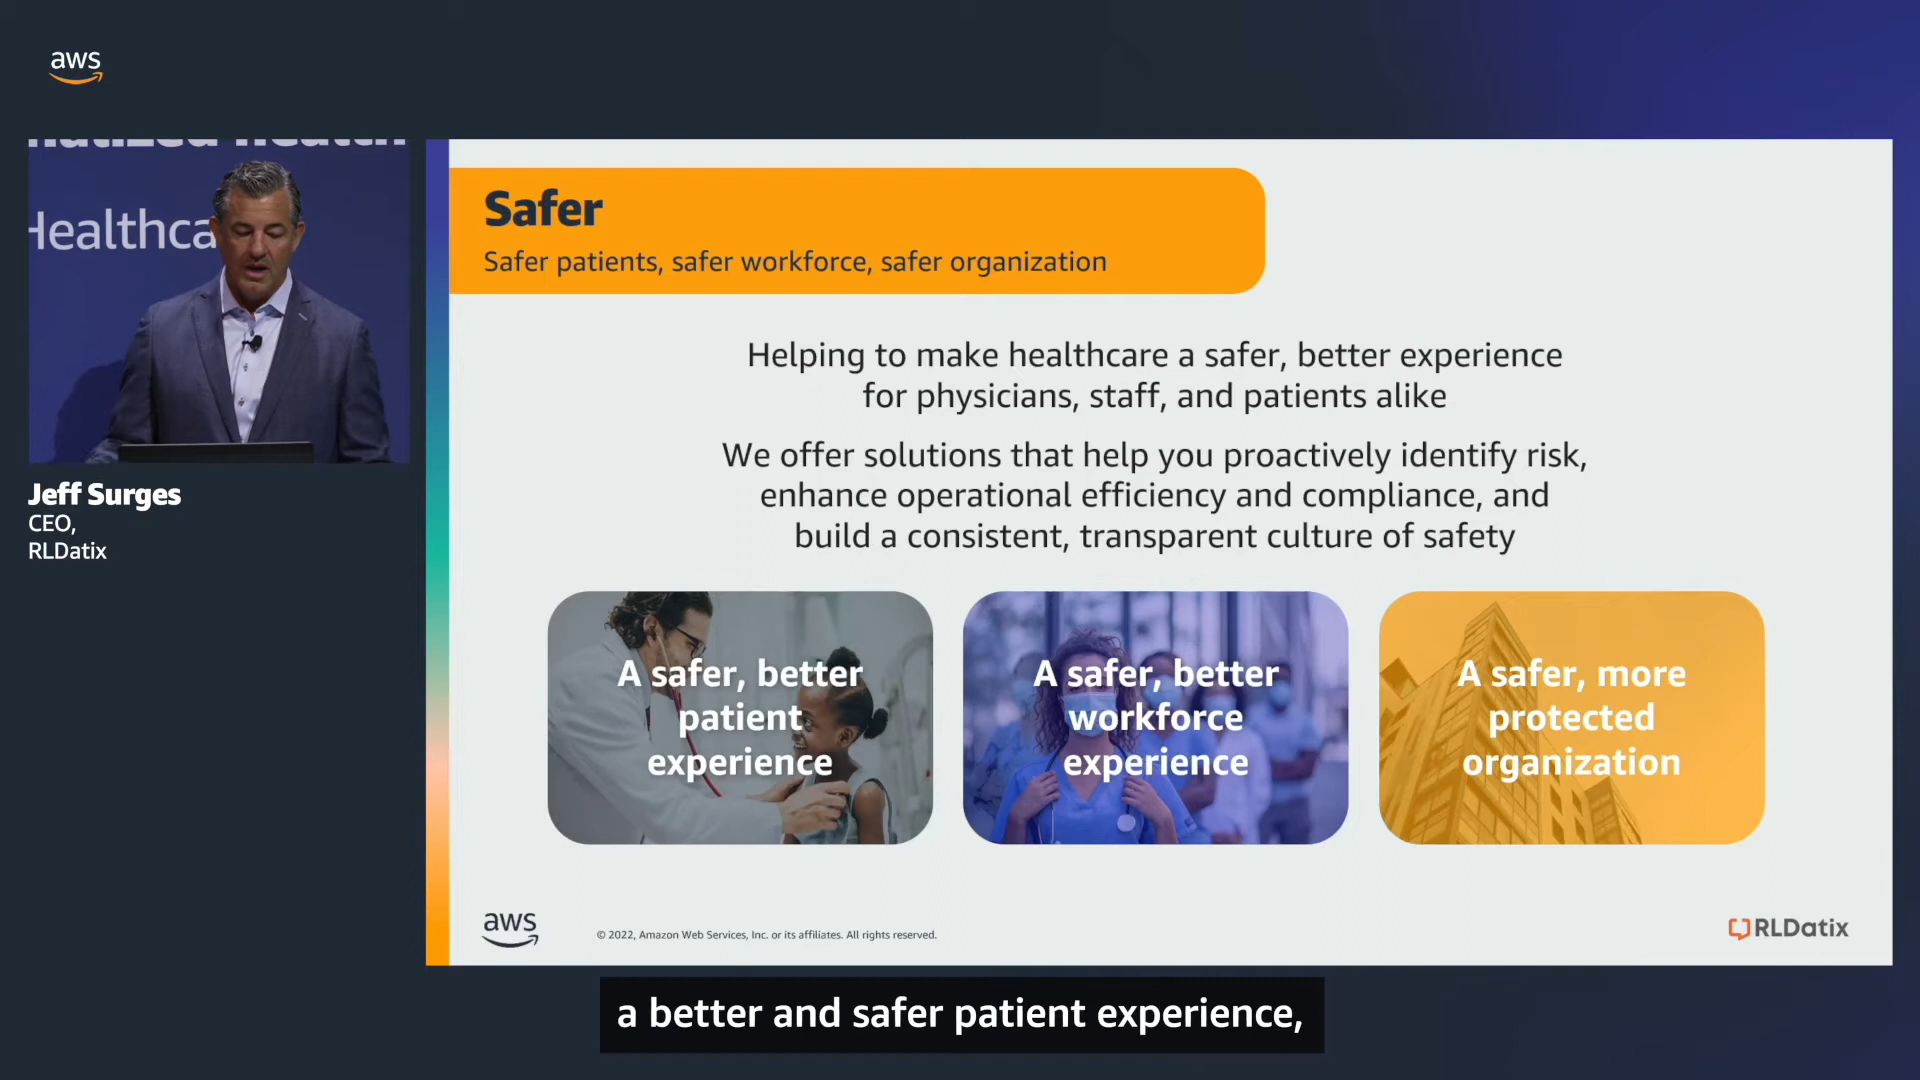 aws
Healthca
Jeff Surges
CEO,
RLDatix
Safer
Safer patients, safer workforce, safer organization
Helping to make healthcare a safer, better experience
for physicians, staff, and patients alike
We offer solutions that help you proactively identify risk,
enhance operational efficiency and compliance, and
build a consistent, transparent culture of safety
A safer, better
patient
experience
A safer, better
workforce
experience
A safer, more
protected
organization
aws
© 2022, Amazon Web Services, Inc. or its affiliates. All rights reserved.
RLDatix
a better and safer patient experience,